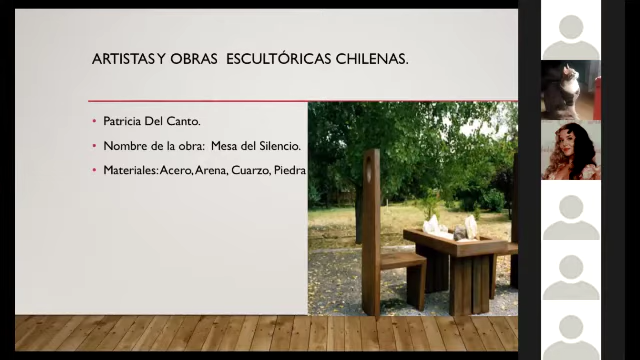 ARTISTAS Y OBRAS ESCULTÓRICAS CHILENAS.
• Patricia Del Canto.
• Nombre de la obra: Mesa del Silencio.
• Materiales: Acero, Arena, Cuarzo, Piedra